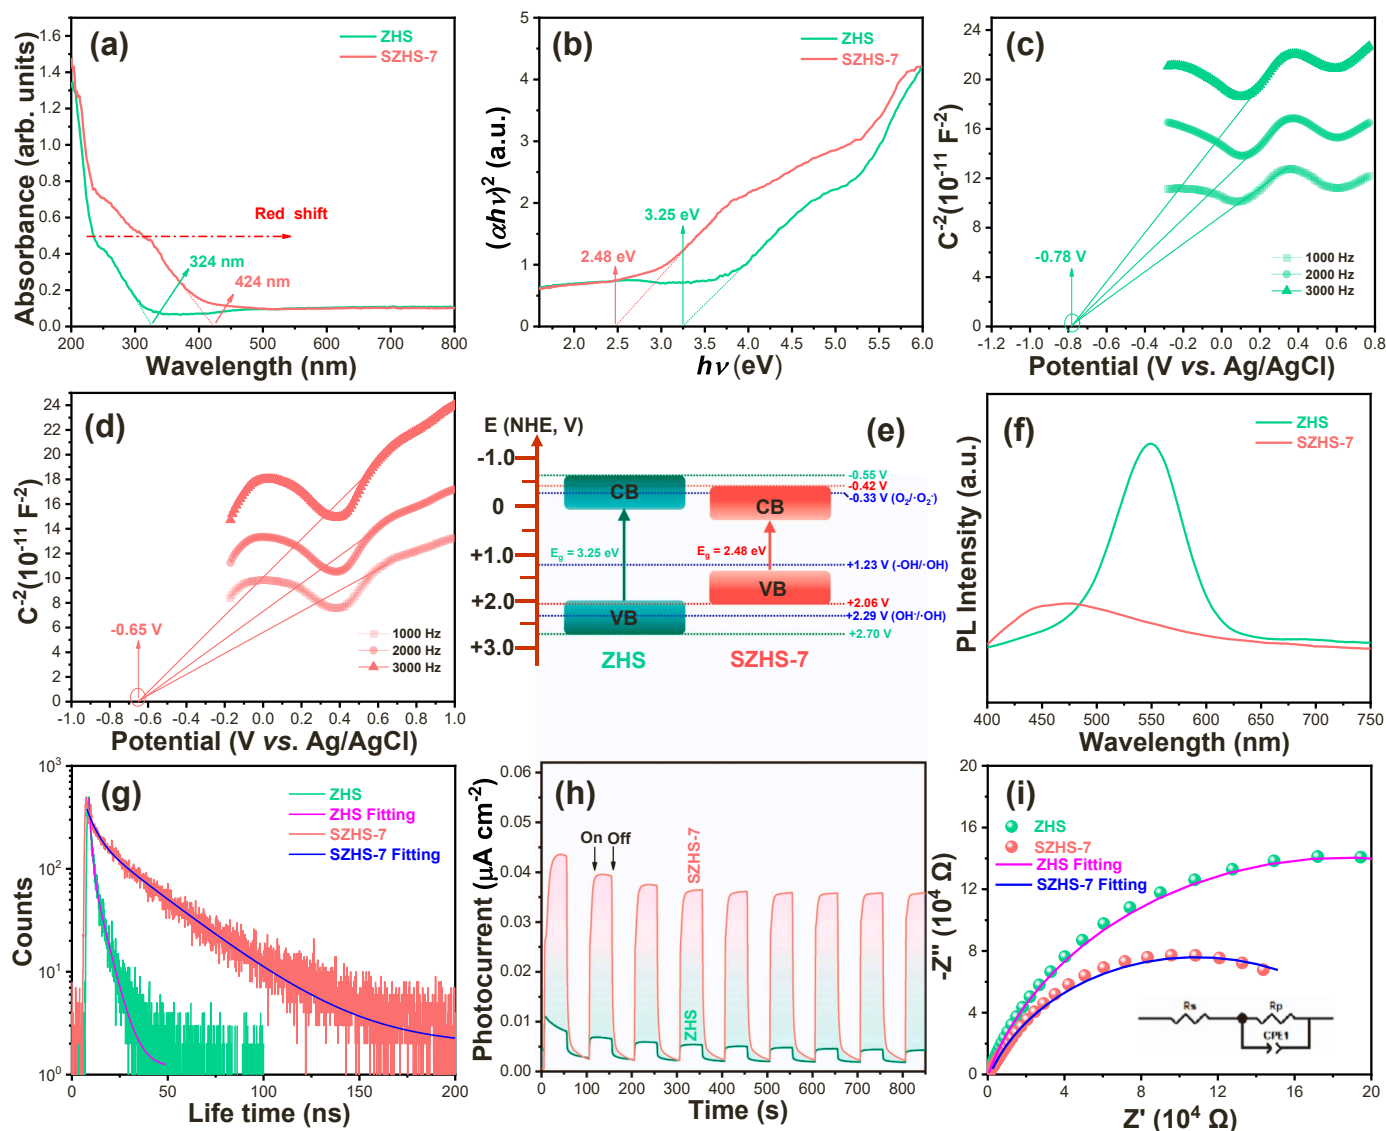 (a)
ZHS
SZHS-7
Absorbance (arb. units)
1.6
1.4
1.2
1.0
0.8
0.6
0.4
0.2
0.0
Red shift
324 nm
424 nm
200 300 400 500 600 700 800
Wavelength (nm)
(b)
ZHS
SZHS-7
(αhν)² (a.u.)
5
4
3
2
1
0
3.25 eV
2.48 eV
2.0 2.5 3.0 3.5 4.0 4.5 5.0 5.5 6.0
hν (eV)
(c)
C⁻²(10⁻¹¹ F⁻²)
24
20
16
12
8
4
0
-0.78 V
1000 Hz
2000 Hz
3000 Hz
-1.2 -1.0 -0.8 -0.6 -0.4 -0.2 0.0 0.2 0.4 0.6 0.8
Potential (V vs. Ag/AgCl)
(d)
C⁻²(10⁻¹¹ F⁻²)
24
22
20
18
16
14
12
10
8
6
4
2
0
-0.65 V
1000 Hz
2000 Hz
3000 Hz
-1.0 -0.8 -0.6 -0.4 -0.2 0.0 0.2 0.4 0.6 0.8 1.0
Potential (V vs. Ag/AgCl)
E (NHE, V)
(e)
-1.0
0
+1.0
+2.0
+3.0
CB
CB
VB
VB
E₉ = 3.25 eV
E₉ = 2.48 eV
-0.55 V
-0.42 V
-0.33 V (O₂/·O₂⁻)
+1.23 V (-OH/·OH)
+2.06 V
+2.29 V (OH⁻/·OH)
+2.70 V
ZHS
SZHS-7
(f)
ZHS
SZHS-7
PL Intensity (a.u.)
400 450 500 550 600 650 700 750
Wavelength (nm)
(g)
ZHS
ZHS Fitting
SZHS-7
SZHS-7 Fitting
Counts
10³
10²
10¹
10⁰
0 50 100 150 200
Life time (ns)
(h)
Photocurrent (μA cm⁻²)
0.06
0.05
0.04
0.03
0.02
0.01
0.00
On Off
SZHS-7
ZHS
0 100 200 300 400 500 600 700 800
Time (s)
(i)
ZHS
SZHS-7
ZHS Fitting
SZHS-7 Fitting
-Z'' (10⁴ Ω)
20
16
12
8
4
0
Rs
Rp
CPE1
0 4 8 12 16 20
Z' (10⁴ Ω)